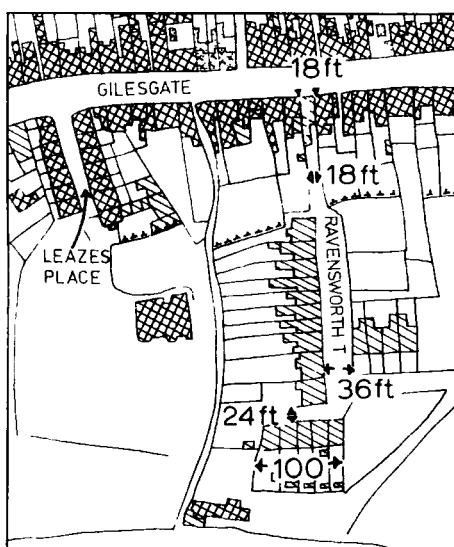 18ft
GILESGATE
18ft
RAVENSWORTH T.
LEAZES
PLACE
36ft
24ft
100